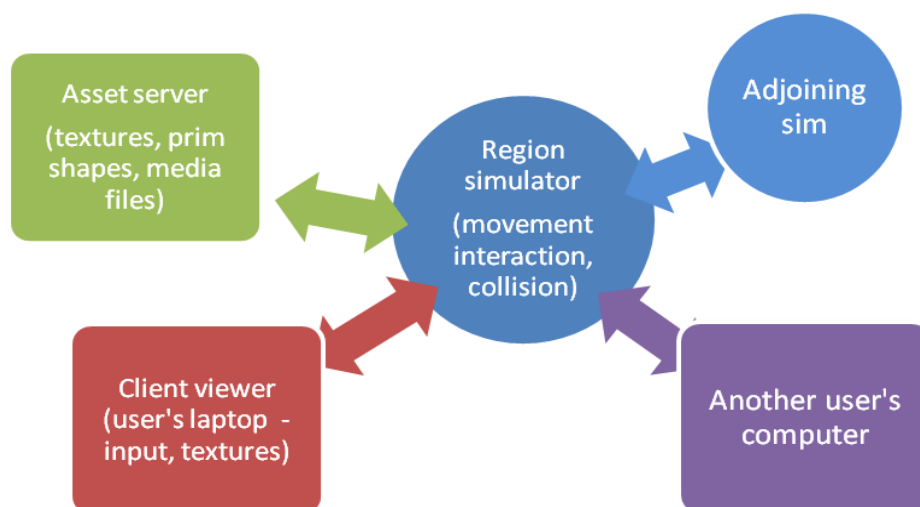 Asset server
(textures, prim
shapes, media
files)
Region
simulator
(movement
interaction,
collision)
Adjoining
sim
Client viewer
(user's laptop -
input, textures)
Another user's
computer